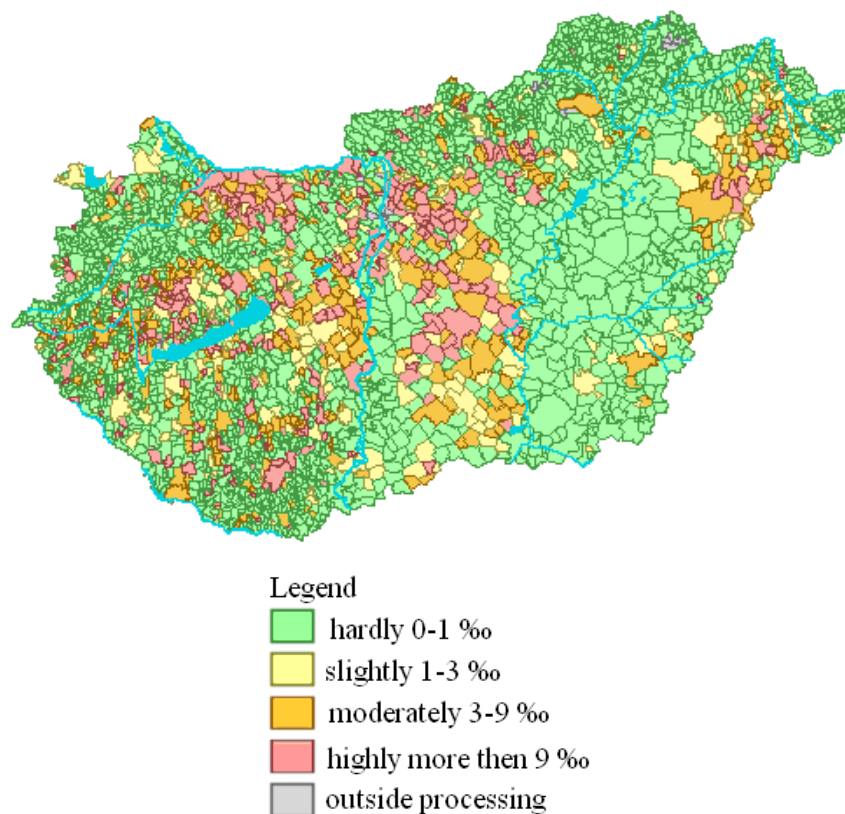 Legend
hardly 0-1 ‰
slightly 1-3 ‰
moderately 3-9 ‰
highly more then 9 ‰
outside processing